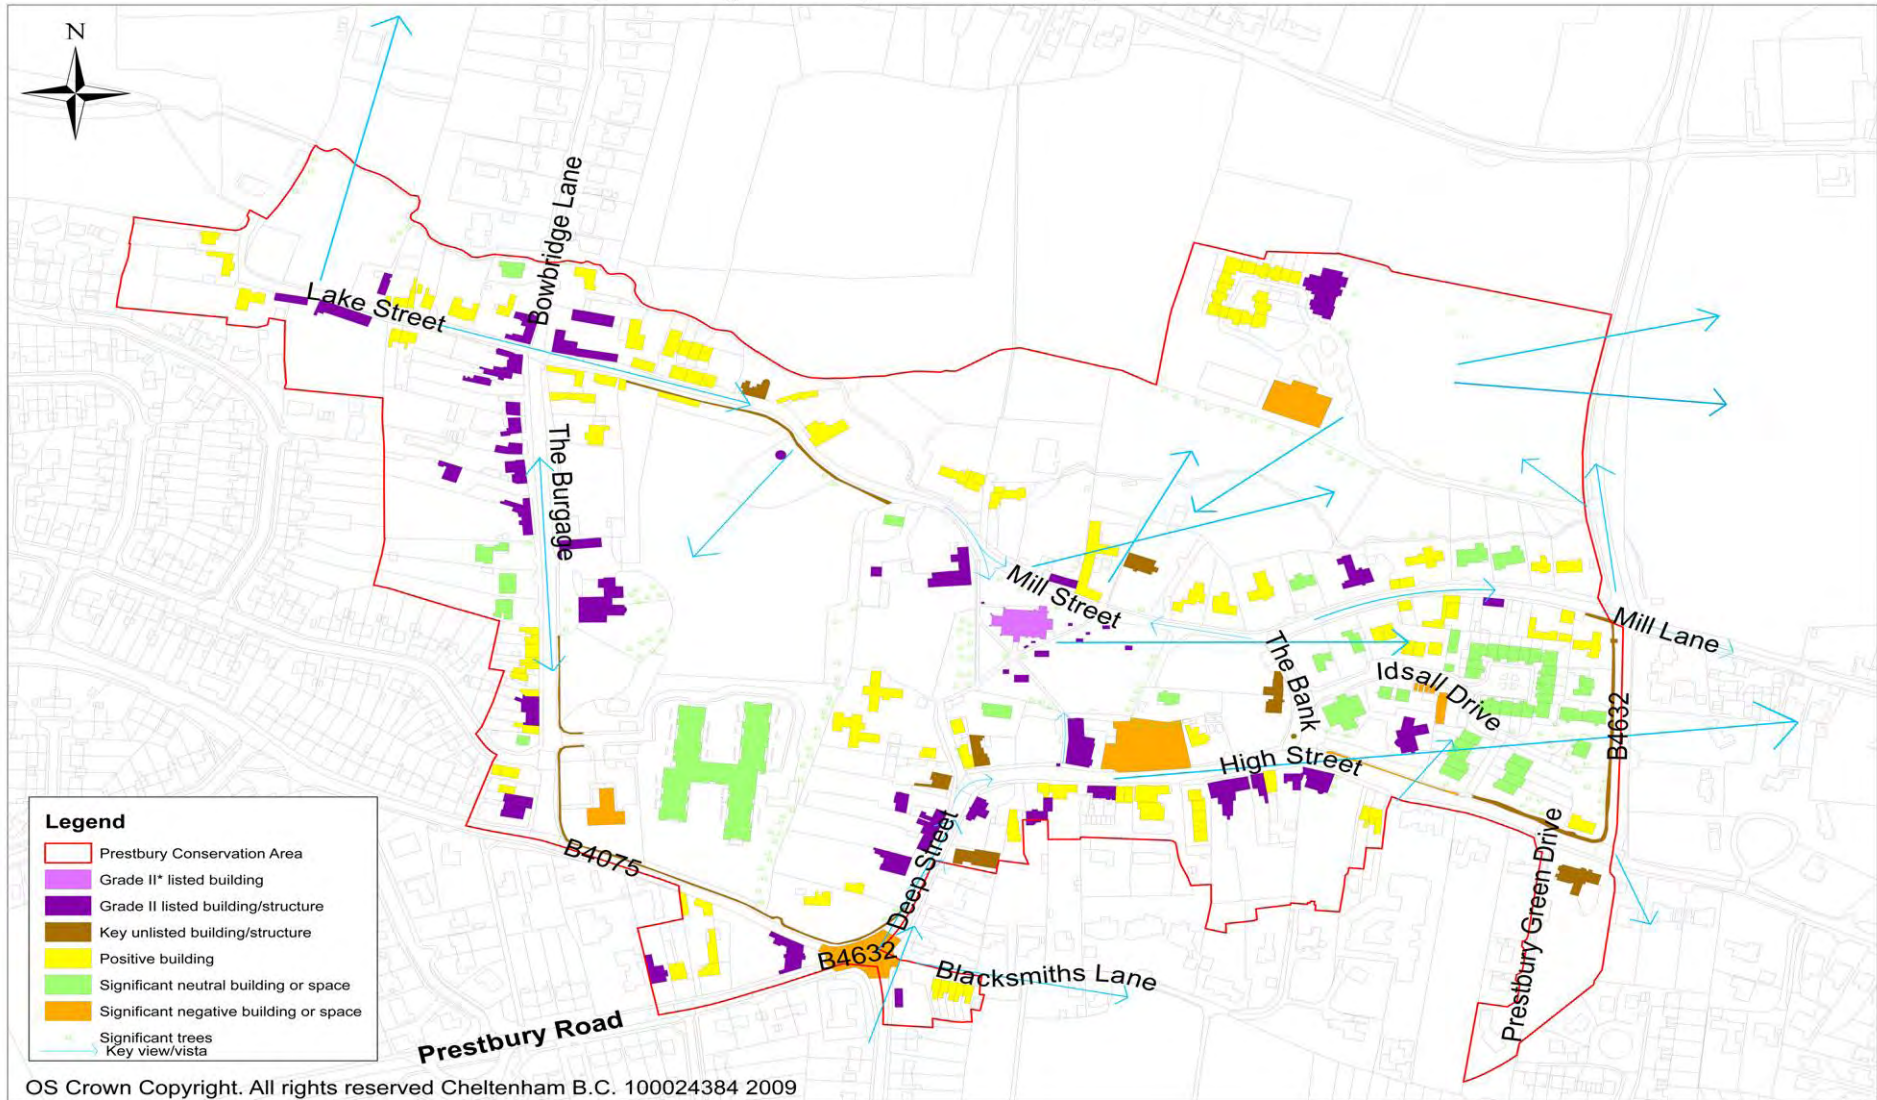 N
Bowbridge Lane
Lake Street
The Burgage
Mill Street
Mill Lane
The Bank
Idsall Drive
B4632
High Street
Deep Street
Prestbury Green Drive
B4075
B4632
Blacksmiths Lane
Prestbury Road
Legend
Prestbury Conservation Area
Grade II* listed building
Grade II listed building/structure
Key unlisted building/structure
Positive building
Significant neutral building or space
Significant negative building or space
Significant trees
Key view/vista
OS Crown Copyright. All rights reserved Cheltenham B.C. 100024384 2009